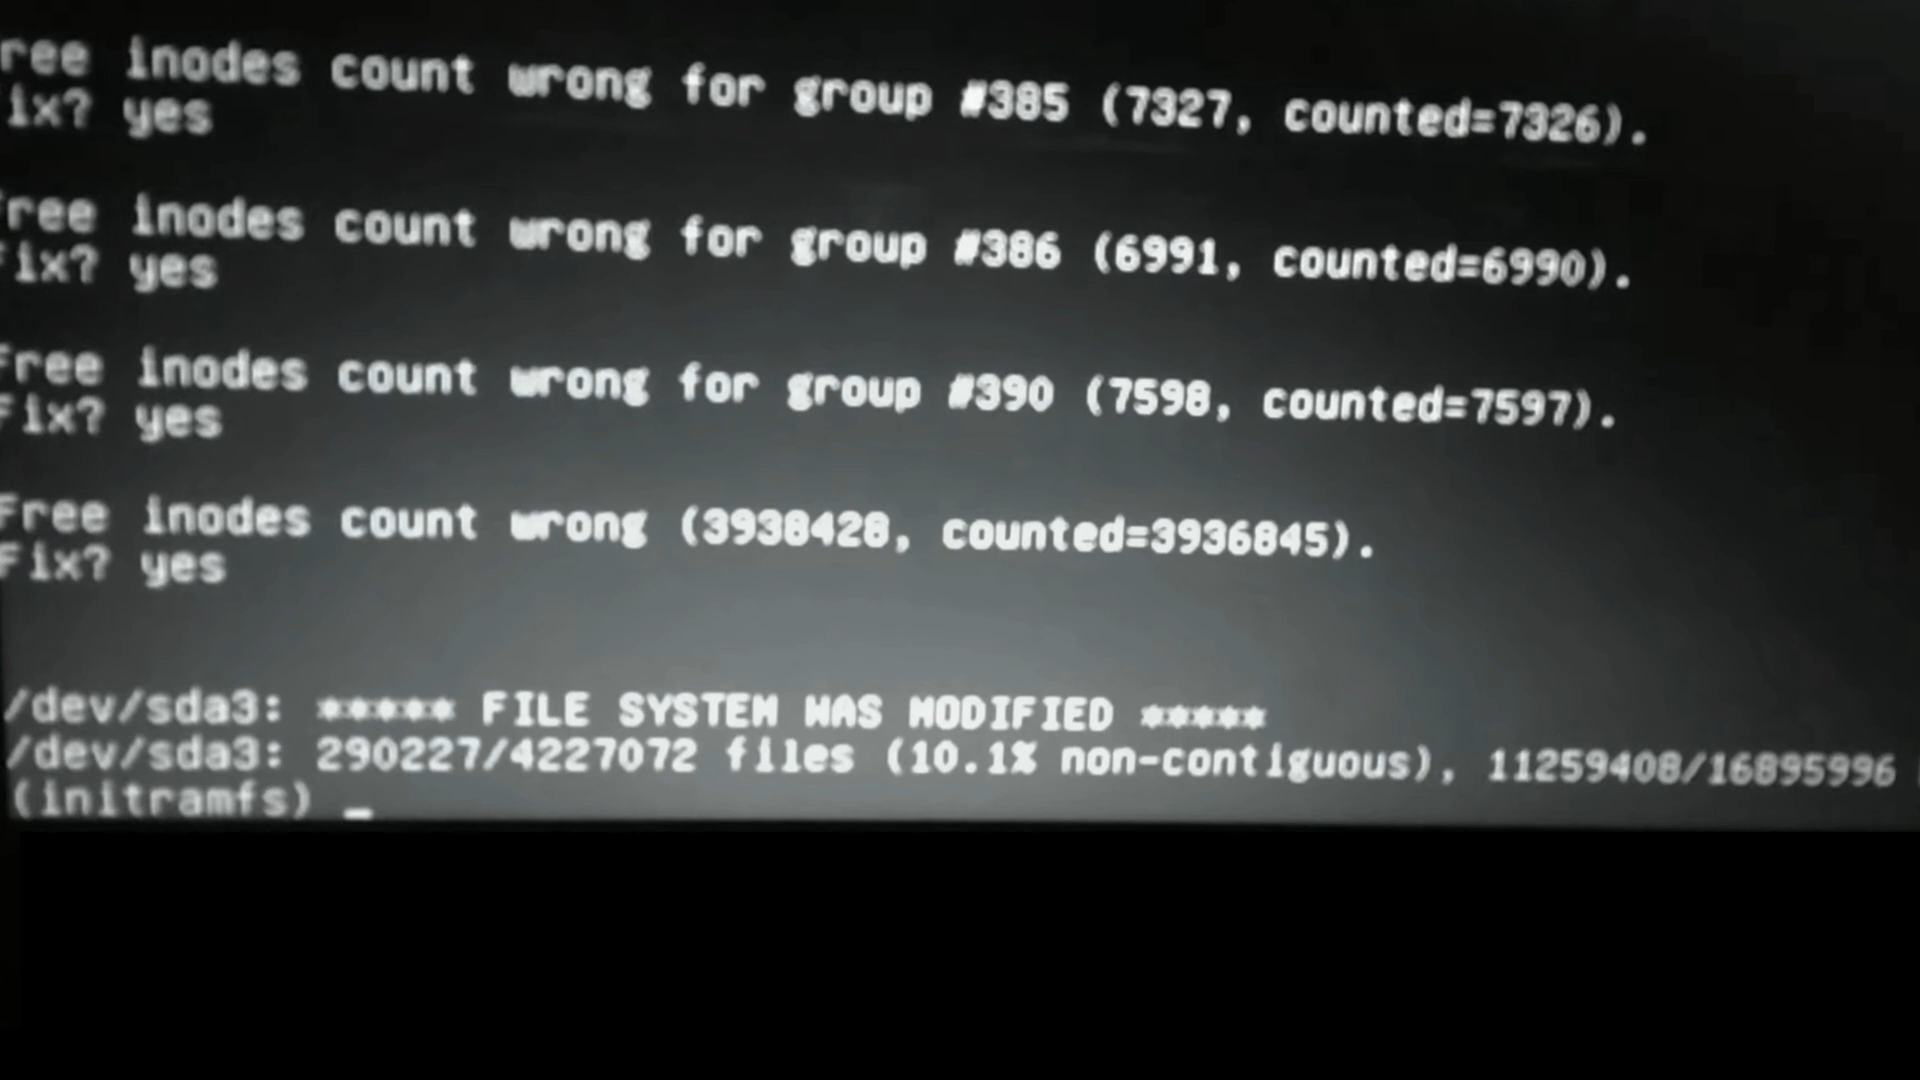 ree inodes count wrong for group #385 (7327, counted=7326).
ix? yes
ree inodes count wrong for group #386 (6991, counted=6990).
ix? yes
Free inodes count wrong for group #390 (7598, counted=7597).
Fix? yes
Free inodes count wrong (3938428, counted=3936845).
Fix? yes
/dev/sda3: ***** FILE SYSTEM WAS MODIFIED *****
/dev/sda3: 290227/4227072 files (10.1% non-contiguous), 11259408/16895996
(initramfs) _